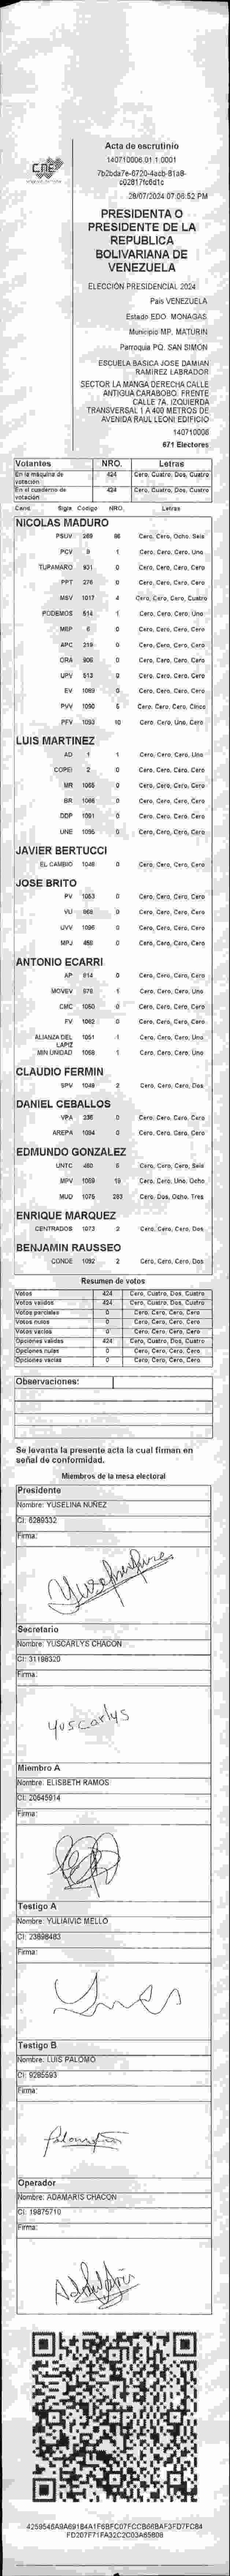 Acta de escrutinio
140710006.01.1.0001
7b2bda7e-6720-4acb-81a8-
c02817fc6d1c
28/07/2024 07:06:52 PM
CNE
PRESIDENTA O
PRESIDENTE DE LA
REPUBLICA
BOLIVARIANA DE
VENEZUELA
ELECCIÓN PRESIDENCIAL 2024
País VENEZUELA
Estado EDO. MONAGAS
Municipio MP. MATURIN
Parroquia PQ. SAN SIMON
ESCUELA BASICA JOSE DAMIAN
RAMIREZ LABRADOR
SECTOR LA MANGA DERECHA CALLE
ANTIGUA CARABOBO. FRENTE
CALLE 7A. IZQUIERDA
TRANSVERSAL 1 A 400 METROS DE
AVENIDA RAUL LEONI EDIFICIO
140710006
671 Electores
Votantes NRO. Letras
En la máquina de votación 424 Cero, Cuatro, Dos, Cuatro
En el cuaderno de votación 424 Cero, Cuatro, Dos, Cuatro
Cand. Sigla Codigo NRO. Letras
NICOLAS MADURO
PSUV 269 86 Cero, Cero, Ocho, Seis
PCV 9 1 Cero, Cero, Cero, Uno
TUPAMARO 931 0 Cero, Cero, Cero, Cero
PPT 276 0 Cero, Cero, Cero, Cero
MSV 1017 4 Cero, Cero, Cero, Cuatro
PODEMOS 514 1 Cero, Cero, Cero, Uno
MEP 6 0 Cero, Cero, Cero, Cero
APC 219 0 Cero, Cero, Cero, Cero
ORA 906 0 Cero, Cero, Cero, Cero
UPV 513 0 Cero, Cero, Cero, Cero
EV 1089 0 Cero, Cero, Cero, Cero
PVV 1090 5 Cero, Cero, Cero, Cinco
PFV 1093 10 Cero, Cero, Uno, Cero
LUIS MARTINEZ
AD 1 1 Cero, Cero, Cero, Uno
COPEI 2 0 Cero, Cero, Cero, Cero
MR 1065 0 Cero, Cero, Cero, Cero
BR 1066 0 Cero, Cero, Cero, Cero
DDP 1091 0 Cero, Cero, Cero, Cero
UNE 1095 0 Cero, Cero, Cero, Cero
JAVIER BERTUCCI
EL CAMBIO 1048 0 Cero, Cero, Cero, Cero
JOSE BRITO
PV 1053 0 Cero, Cero, Cero, Cero
VU 868 0 Cero, Cero, Cero, Cero
UVV 1096 0 Cero, Cero, Cero, Cero
MPJ 456 0 Cero, Cero, Cero, Cero
ANTONIO ECARRI
AP 814 0 Cero, Cero, Cero, Cero
MOVEV 978 1 Cero, Cero, Cero, Uno
CMC 1050 0 Cero, Cero, Cero, Cero
FV 1062 0 Cero, Cero, Cero, Cero
ALIANZA DEL LAPIZ 1051 1 Cero, Cero, Cero, Uno
MIN UNIDAD 1068 1 Cero, Cero, Cero, Uno
CLAUDIO FERMIN
SPV 1046 2 Cero, Cero, Cero, Dos
DANIEL CEBALLOS
VPA 236 0 Cero, Cero, Cero, Cero
AREPA 1094 0 Cero, Cero, Cero, Cero
EDMUNDO GONZALEZ
UNTC 480 6 Cero, Cero, Cero, Seis
MPV 1069 18 Cero, Cero, Uno, Ocho
MUD 1075 283 Cero, Dos, Ocho, Tres
ENRIQUE MARQUEZ
CENTRADOS 1073 2 Cero, Cero, Cero, Dos
BENJAMIN RAUSSEO
CONDE 1092 2 Cero, Cero, Cero, Dos
Resumen de votos
Votos 424 Cero, Cuatro, Dos, Cuatro
Votos validos 424 Cero, Cuatro, Dos, Cuatro
Votos parciales 0 Cero, Cero, Cero, Cero
Votos nulos 0 Cero, Cero, Cero, Cero
Votos vacios 0 Cero, Cero, Cero, Cero
Opciones validas 424 Cero, Cuatro, Dos, Cuatro
Opciones nulas 0 Cero, Cero, Cero, Cero
Opciones vacias 0 Cero, Cero, Cero, Cero
Observaciones:
Se levanta la presente acta la cual firman en
señal de conformidad.
Miembros de la mesa electoral
Presidente
Nombre: YUSELINA NUÑEZ
CI: 6289332
Firma:
Secretario
Nombre: YUSCARLYS CHACON
CI: 31198320
Firma:
Yuscarlys
Miembro A
Nombre: ELISBETH RAMOS
CI: 20645914
Firma:
Testigo A
Nombre: YULIAIVIC MELLO
CI: 23898483
Firma:
Testigo B
Nombre: LUIS PALOMO
CI: 9285593
Firma:
Operador
Nombre: ADAMARIS CHACON
CI: 19875710
Firma: